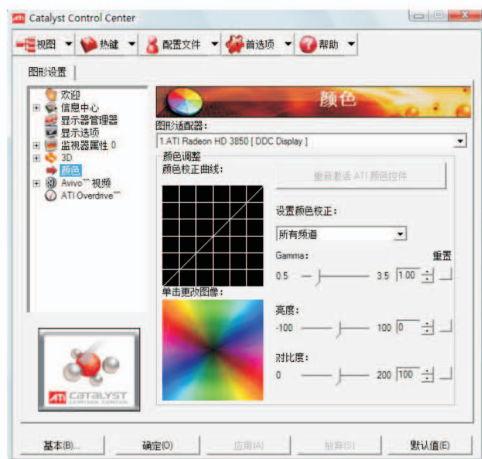 ATI Catalyst Control Center
视图 热键 配置文件 首选项 帮助
图形设置
欢迎
信息中心
显示器管理器
显示选项
监视器属性 0
3D
颜色
Avivo™ 视频
ATI Overdrive™
颜色
图形适配器:
1.ATI Radeon HD 3850 [ DDC Display ]
颜色调整
颜色校正曲线:
重新激活 ATI 颜色控件
设置颜色校正:
所有频道
Gamma: 重置
0.5 3.5 1.00
单击更改图像:
亮度:
-100 100 0
对比度:
0 200 100
ATI CATALYST
基本(B)... 确定(O) 应用(A) 放弃(S) 默认值(E)